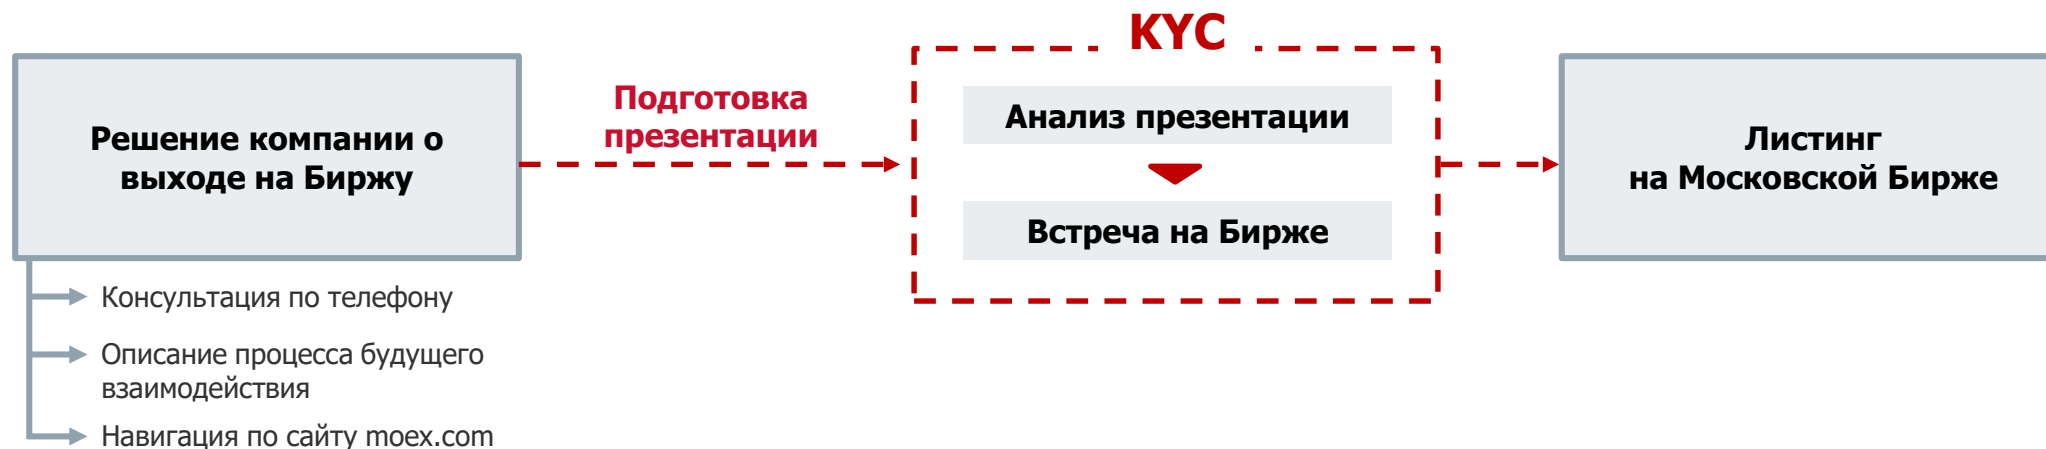 Решение компании о
выходе на Биржу
Консультация по телефону
Описание процесса будущего
взаимодействия
Навигация по сайту moex.com
Подготовка
презентации
KYC
Анализ презентации
Встреча на Бирже
Листинг
на Московской Бирже